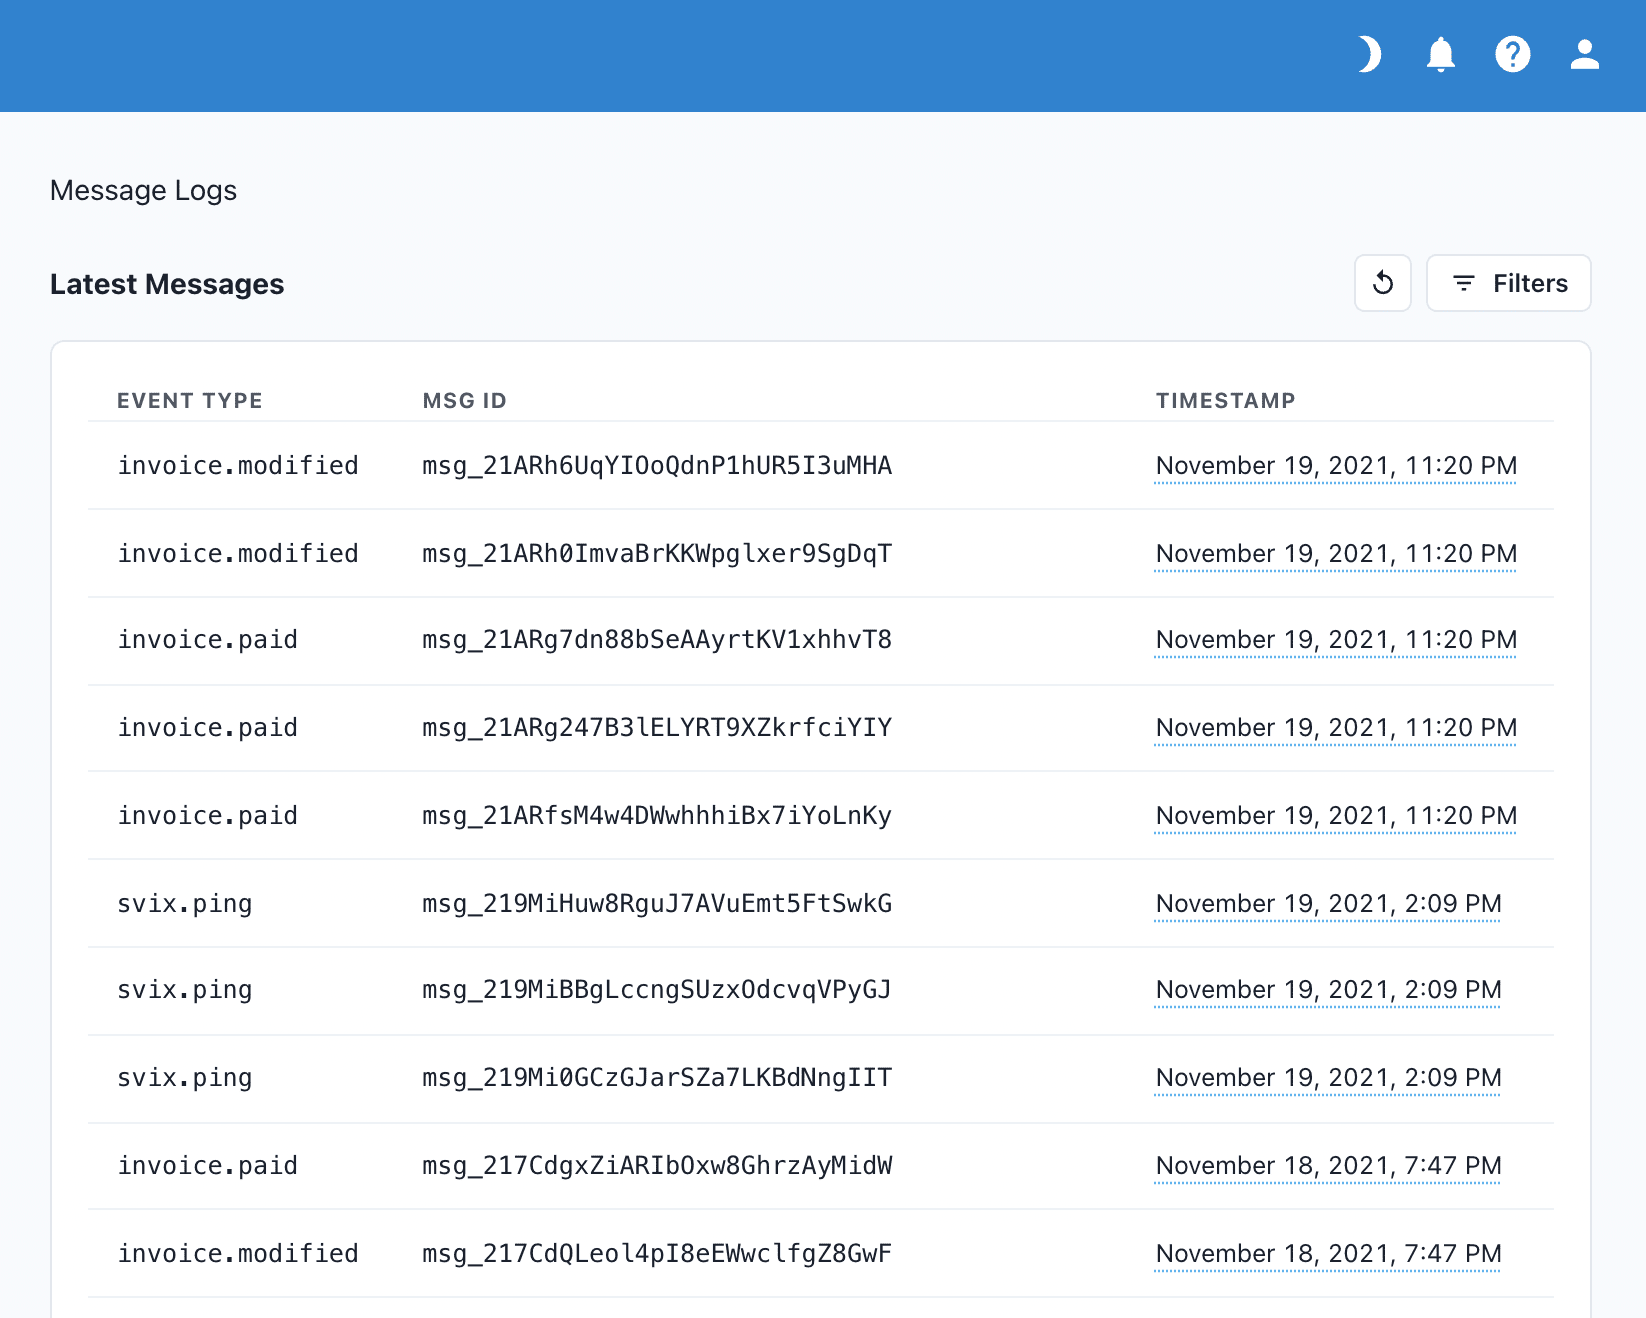 Message Logs
Latest Messages
Filters
EVENT TYPE MSG ID TIMESTAMP
invoice.modified msg_21ARh6UqYIOoQdnP1hUR5I3uMHA November 19, 2021, 11:20 PM
invoice.modified msg_21ARh0ImvaBrKKWpglxer9SgDqT November 19, 2021, 11:20 PM
invoice.paid msg_21ARg7dn88bSeAAyrtKV1xhhvT8 November 19, 2021, 11:20 PM
invoice.paid msg_21ARg247B3lELYRT9XZkrfciYIY November 19, 2021, 11:20 PM
invoice.paid msg_21ARfsM4w4DWwhhhiBx7iYoLnKy November 19, 2021, 11:20 PM
svix.ping msg_219MiHuw8RguJ7AVuEmt5FtSwkG November 19, 2021, 2:09 PM
svix.ping msg_219MiBBgLccngSUzxOdcvqVPyGJ November 19, 2021, 2:09 PM
svix.ping msg_219Mi0GCzGJarSZa7LKBdNngIIT November 19, 2021, 2:09 PM
invoice.paid msg_217CdgxZiARIbOxw8GhrzAyMidW November 18, 2021, 7:47 PM
invoice.modified msg_217CdQLeol4pI8eEWwclfgZ8GwF November 18, 2021, 7:47 PM